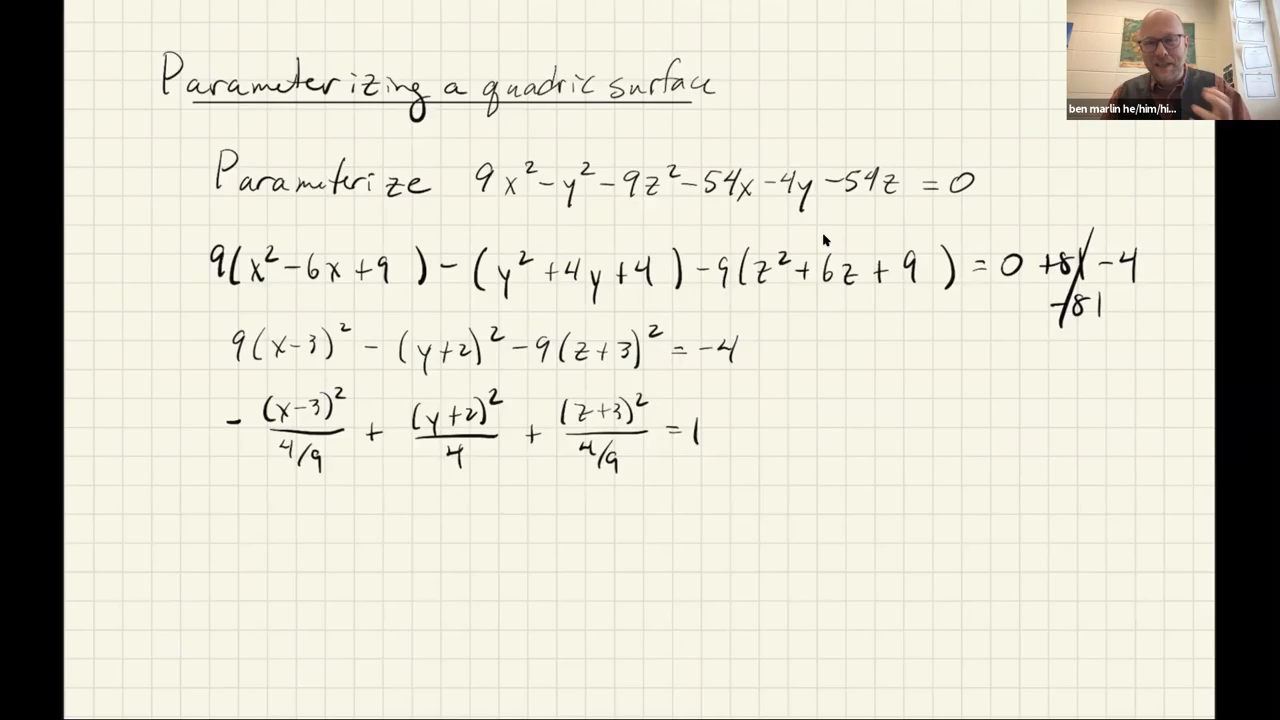 ben marlin he/him/hi...
Parameterizing a quadric surface
Parameterize 9x² - y² - 9z² - 54x - 4y - 54z = 0
9(x² - 6x + 9) - (y² + 4y + 4) - 9(z² + 6z + 9) = 0 +81 - 4
-81
9(x-3)² - (y+2)² - 9(z+3)² = -4
- (x-3)²/(4/9) + (y+2)²/4 + (z+3)²/(4/9) = 1